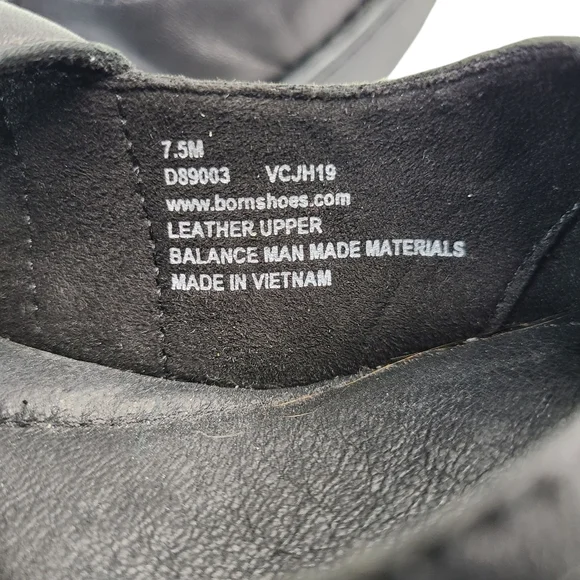 7.5M
D89003 VCJH19
www.bornshoes.com
LEATHER UPPER
BALANCE MAN MADE MATERIALS
MADE IN VIETNAM